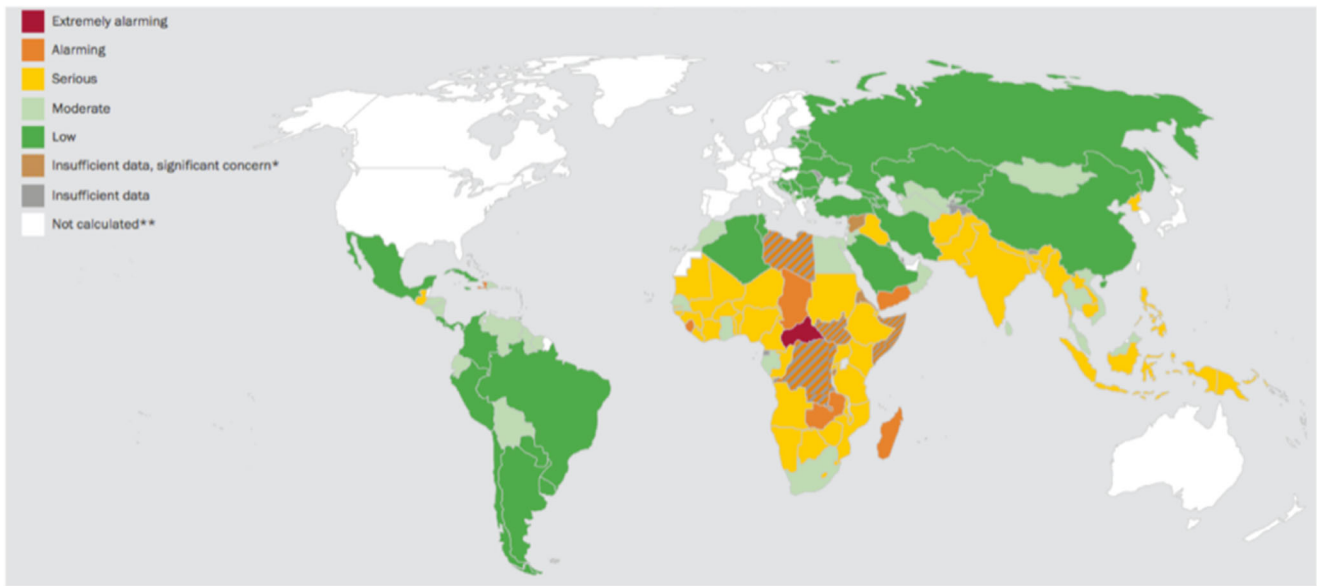 Extremely alarming
Alarming
Serious
Moderate
Low
Insufficient data, significant concern*
Insufficient data
Not calculated**